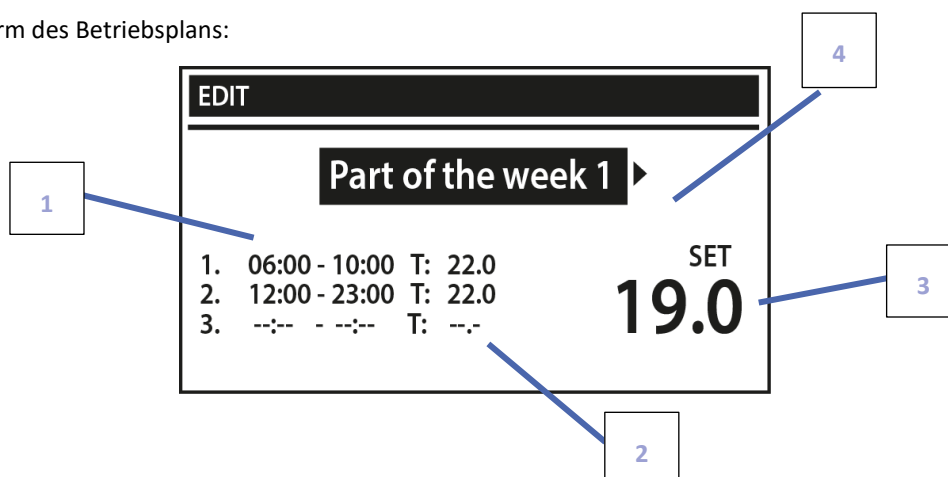 rm des Betriebsplans:
4
EDIT
Part of the week 1
1
1. 06:00 - 10:00 T: 22.0
2. 12:00 - 23:00 T: 22.0
3. --:-- - --:-- T: --.-
SET
19.0
3
2